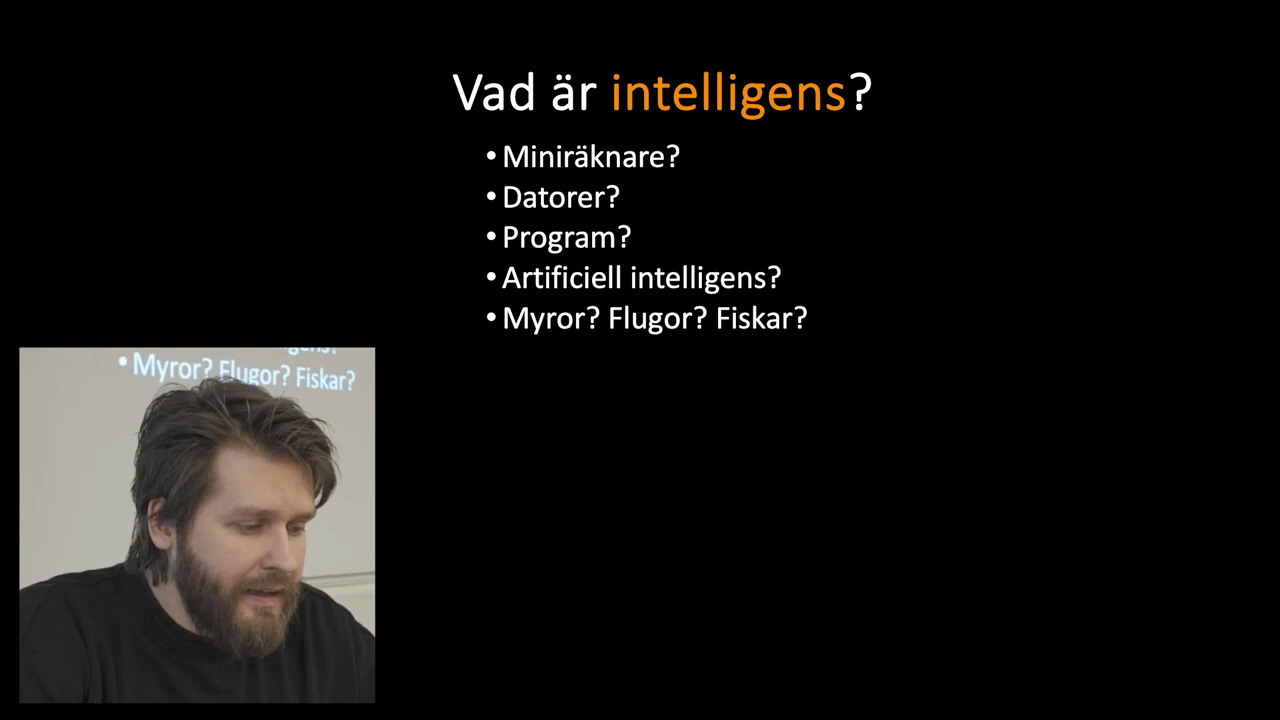 Vad är intelligens?
• Miniräknare?
• Datorer?
• Program?
• Artificiell intelligens?
• Myror? Flugor? Fiskar?
• Myror? Flugor? Fiskar?